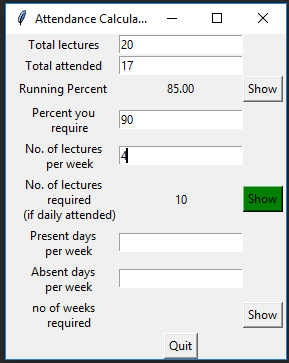 Attendance Calcula...
Total lectures 20
Total attended 17
Running Percent 85.00 Show
Percent you
require 90
No. of lectures
per week 4
No. of lectures
required 10 Show
(if daily attended)
Present days
per week
Absent days
per week
no of weeks
required Show
Quit